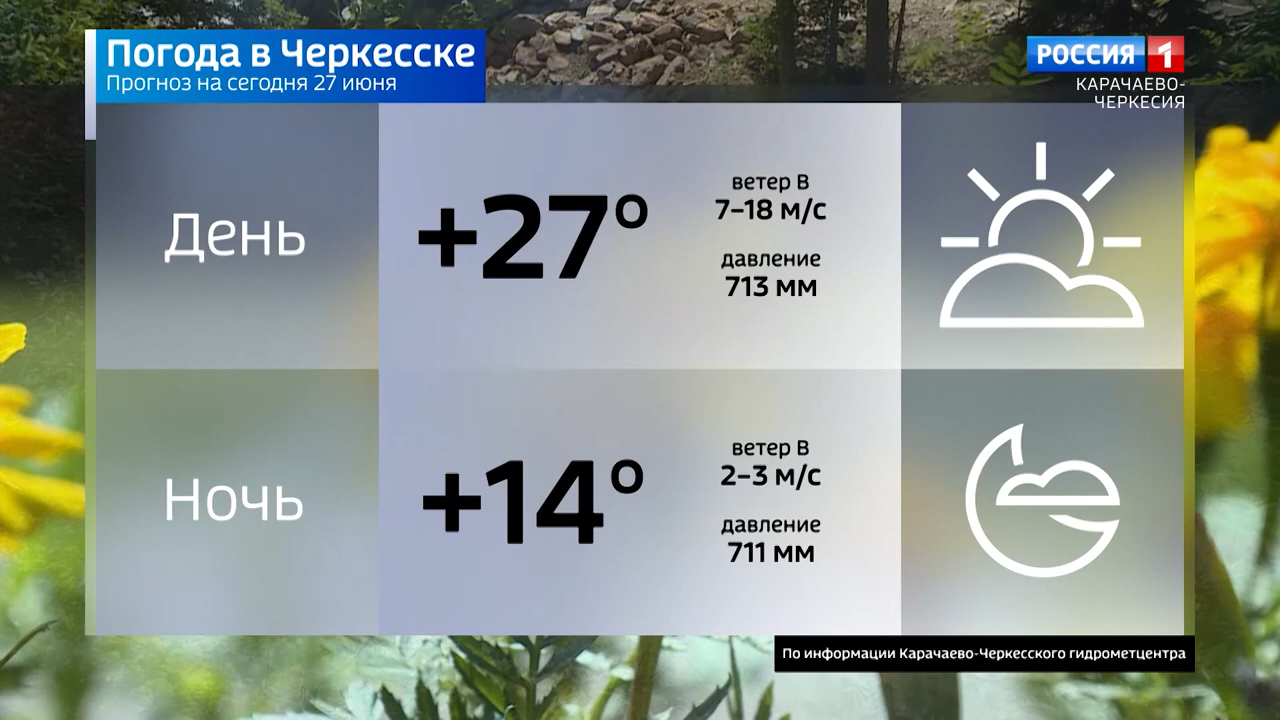 Погода в Черкесске
Прогноз на сегодня 27 июня
РОССИЯ 1
КАРАЧАЕВО-
ЧЕРКЕСИЯ
День
+27°
ветер В
7-18 м/с
давление
713 мм
Ночь
+14°
ветер В
2-3 м/с
давление
711 мм
По информации Карачаево-Черкесского гидрометцентра